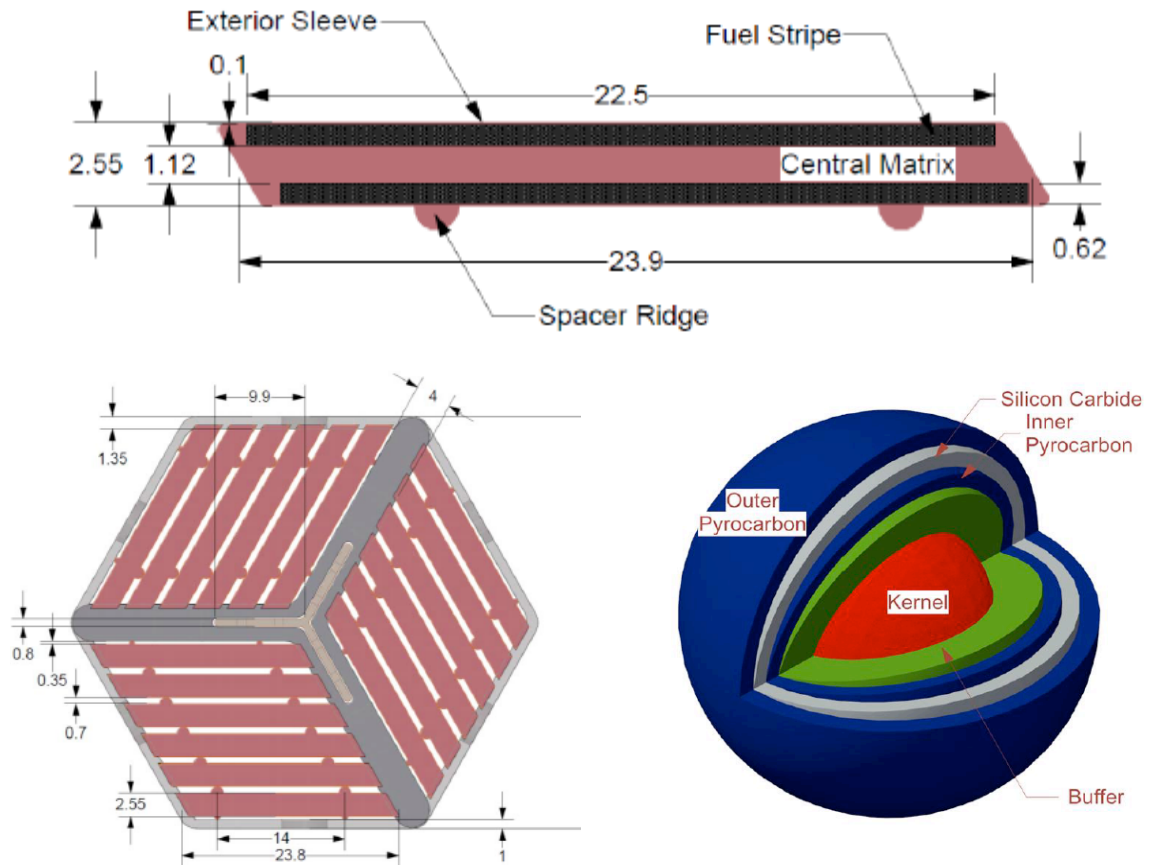 Exterior Sleeve
Fuel Stripe
0.1
22.5
2.55
1.12
Central Matrix
0.62
23.9
Spacer Ridge
9.9
4
1.35
0.8
0.35
0.7
2.55
14
23.8
1
Silicon Carbide
Inner
Pyrocarbon
Outer
Pyrocarbon
Kernel
Buffer